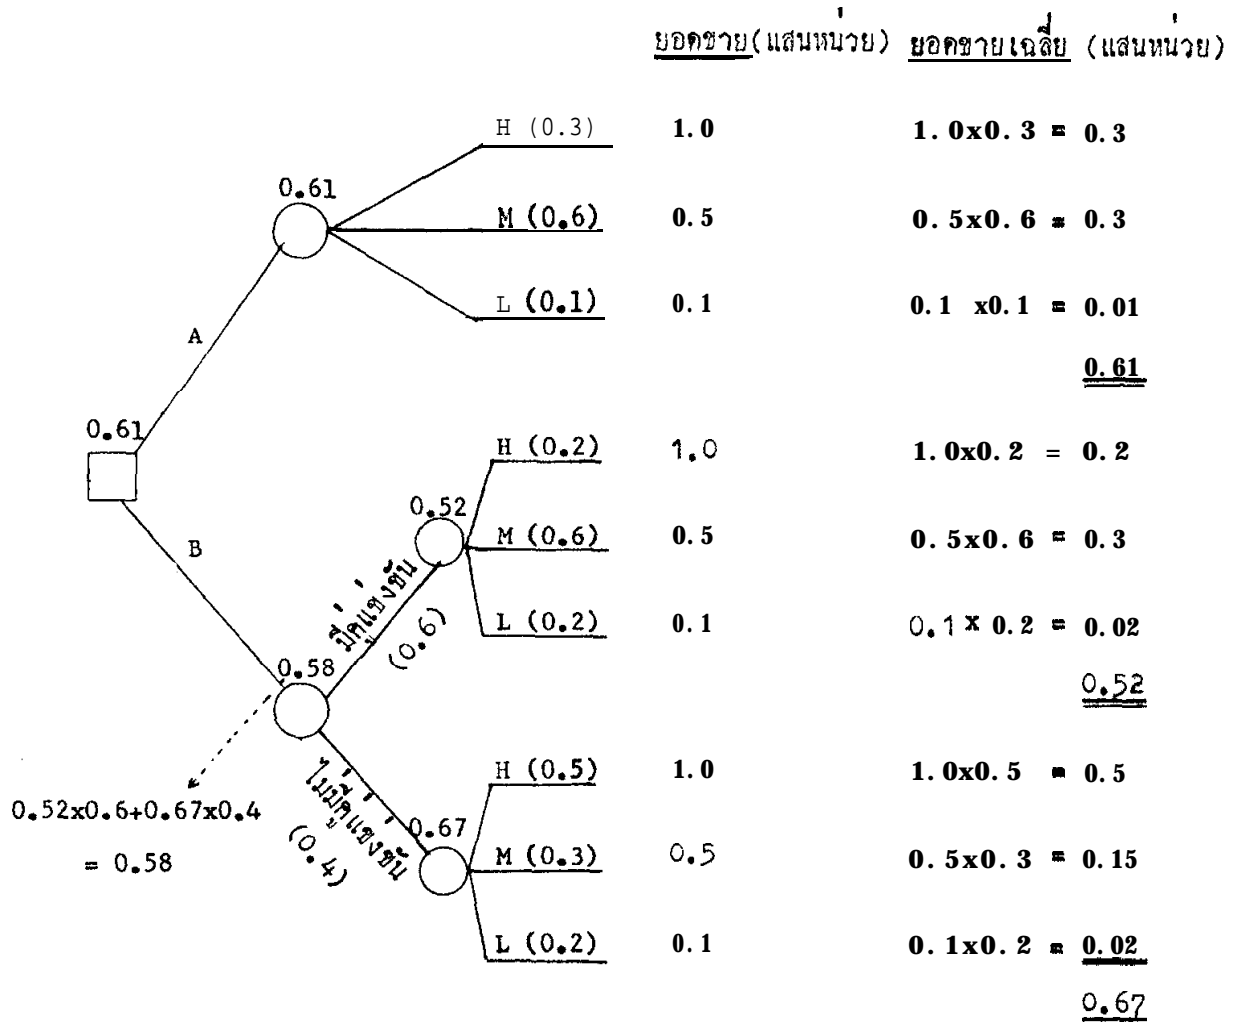 ยอดขาย(แสนหน่วย) ยอดขายเฉลี่ย (แสนหน่วย)
H (0.3) 1.0 1.0x0.3 = 0.3
0.61
M (0.6) 0.5 0.5x0.6 = 0.3
L (0.1) 0.1 0.1 x0.1 = 0.01
A
0.61
0.61
H (0.2) 1.0 1.0x0.2 = 0.2
0.52
M (0.6) 0.5 0.5x0.6 = 0.3
B
มีคู่แข่งขัน
(0.6)
L (0.2) 0.1 0.1 x 0.2 = 0.02
0.58
0.52
H (0.5) 1.0 1.0x0.5 = 0.5
ไม่มีคู่แข่งขัน
(0.4)
0.52x0.6+0.67x0.4
= 0.58
0.67
M (0.3) 0.5 0.5x0.3 = 0.15
L (0.2) 0.1 0.1x0.2 = 0.02
0.67